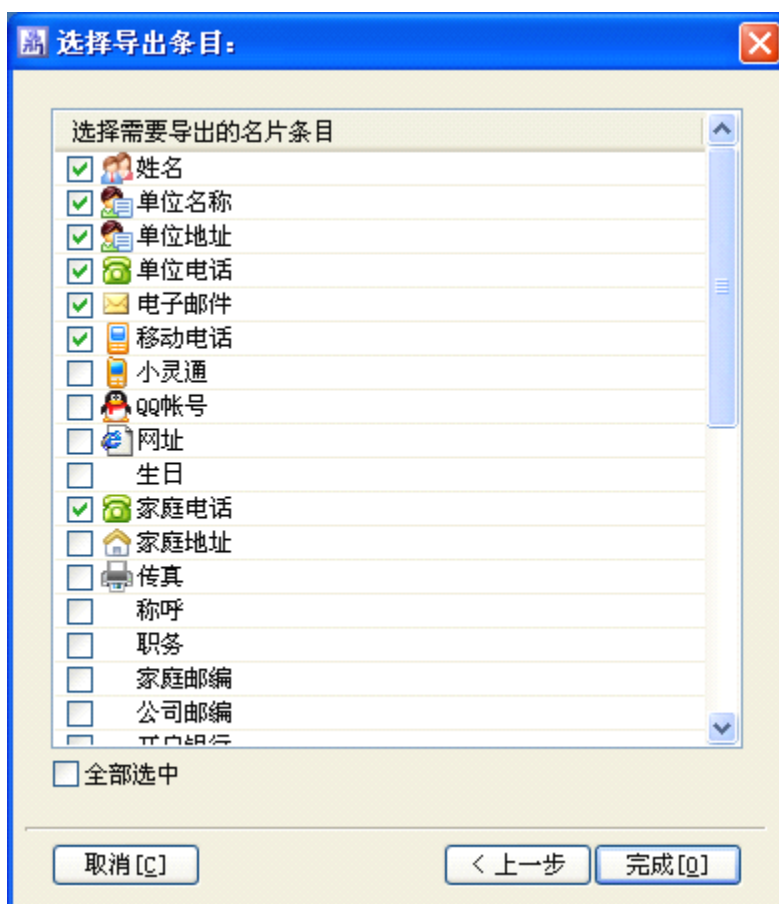 选择导出条目：
选择需要导出的名片条目
姓名
单位名称
单位地址
单位电话
电子邮件
移动电话
小灵通
QQ帐号
网址
生日
家庭电话
家庭地址
传真
称呼
职务
家庭邮编
公司邮编
开户银行
全部选中
取消[C]
< 上一步
完成[O]